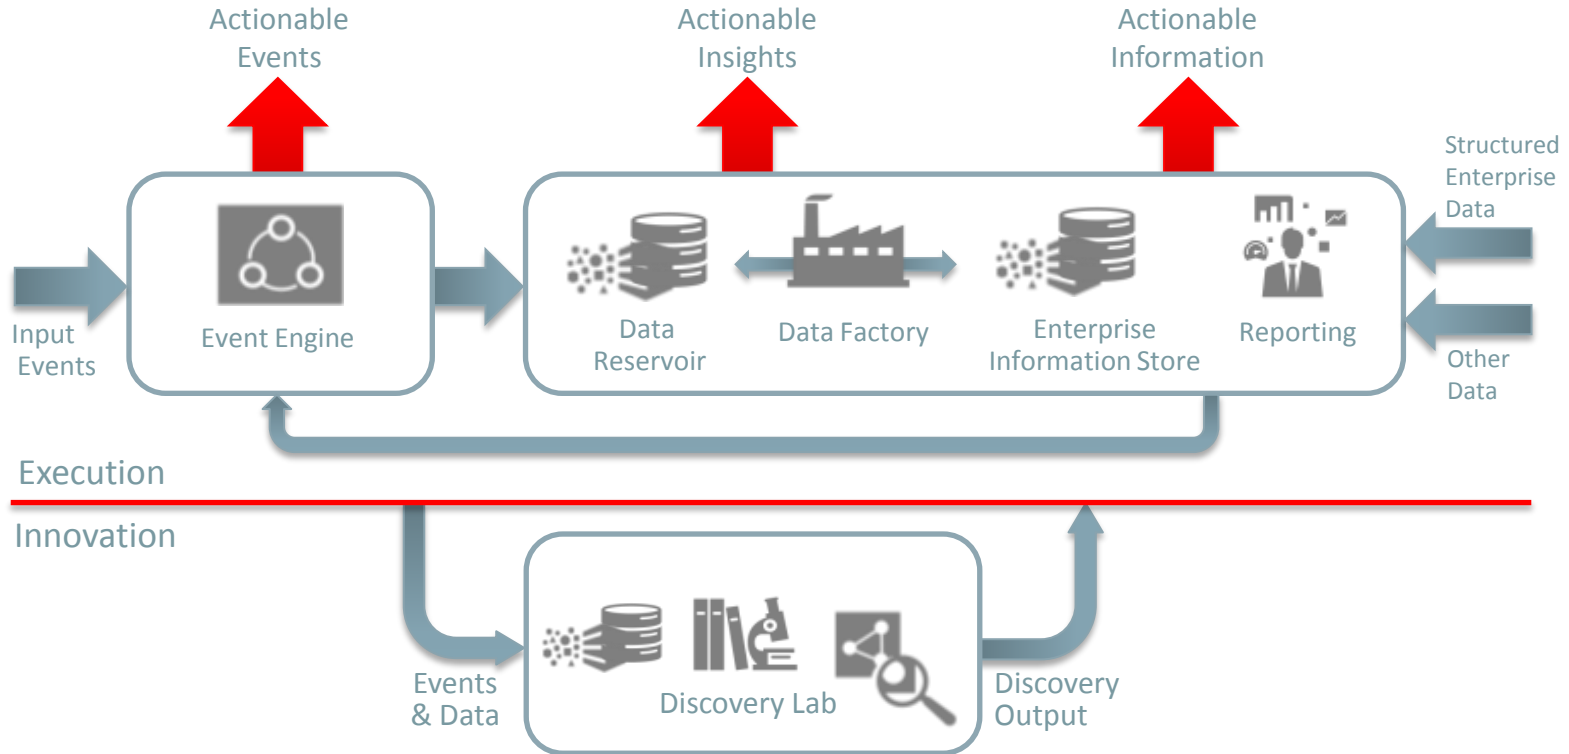 Actionable
Events
Actionable
Insights
Actionable
Information
Structured
Enterprise
Data
Input
Events
Event Engine
Data
Reservoir
Data Factory
Enterprise
Information Store
Reporting
Other
Data
Execution
Innovation
Events
& Data
Discovery Lab
Discovery
Output